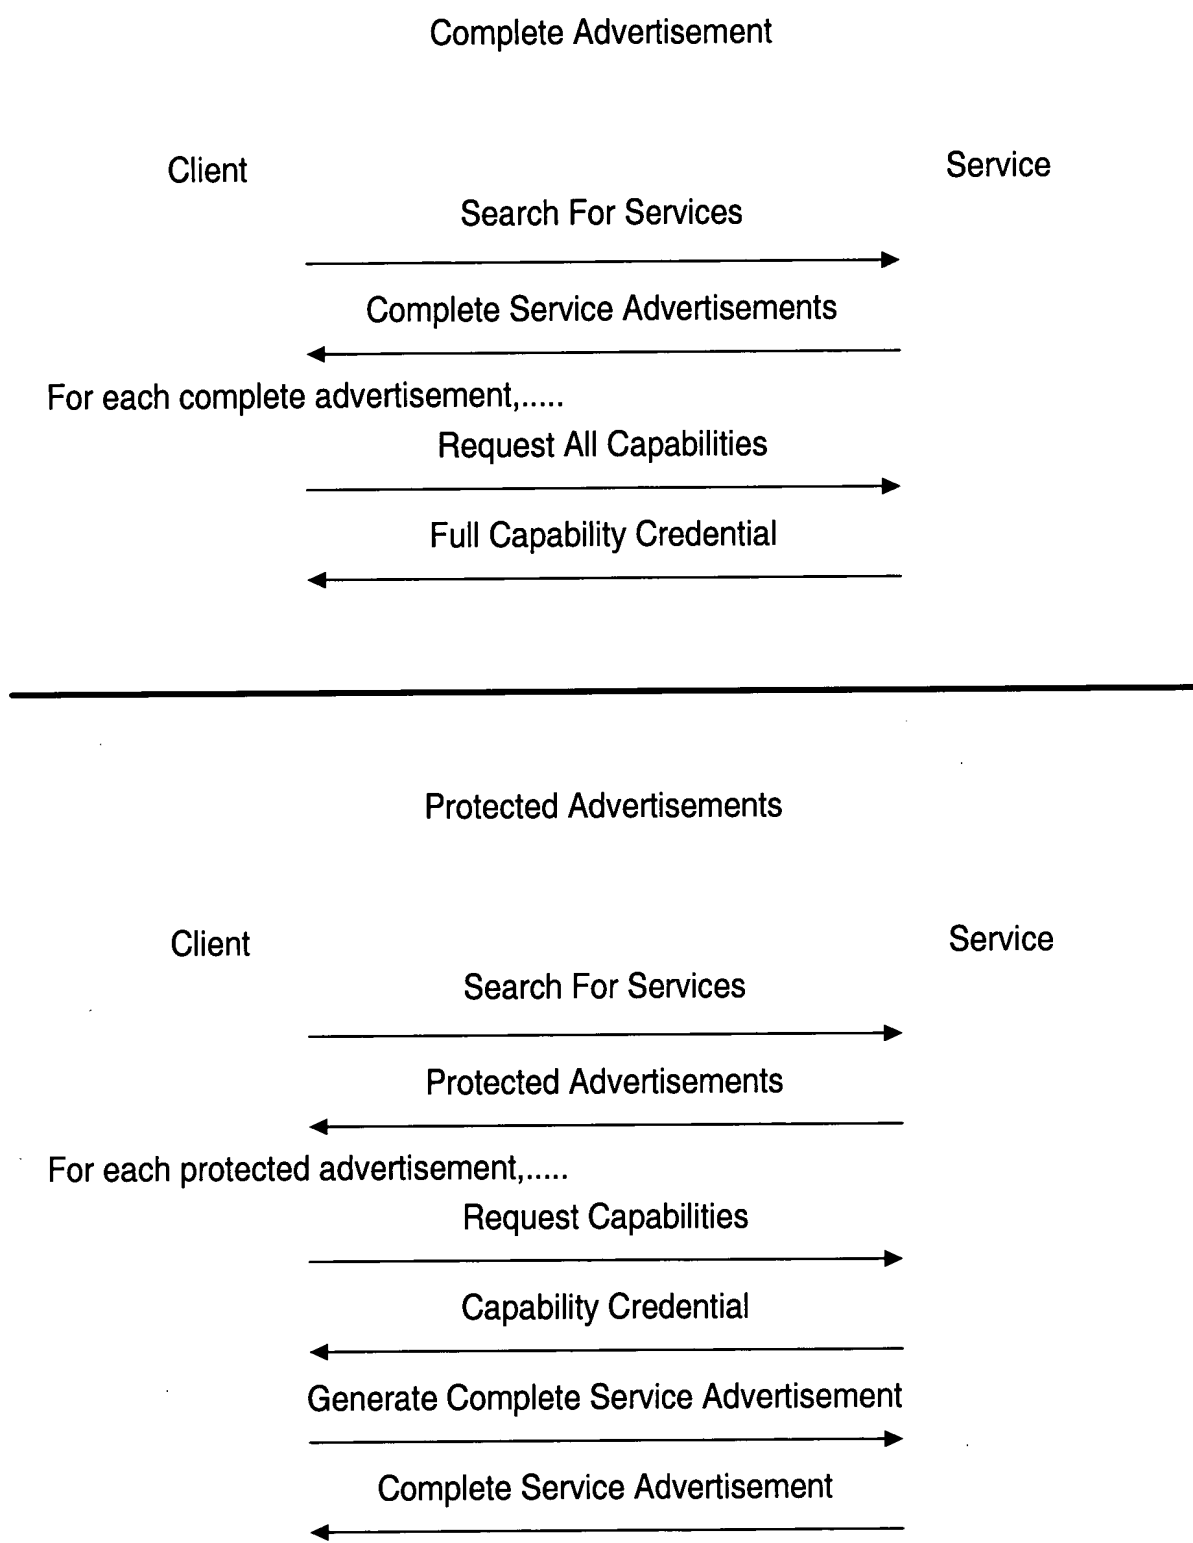 Complete Advertisement
Client
Service
Search For Services
Complete Service Advertisements
For each complete advertisement,.....
Request All Capabilities
Full Capability Credential
Protected Advertisements
Client
Service
Search For Services
Protected Advertisements
For each protected advertisement,.....
Request Capabilities
Capability Credential
Generate Complete Service Advertisement
Complete Service Advertisement